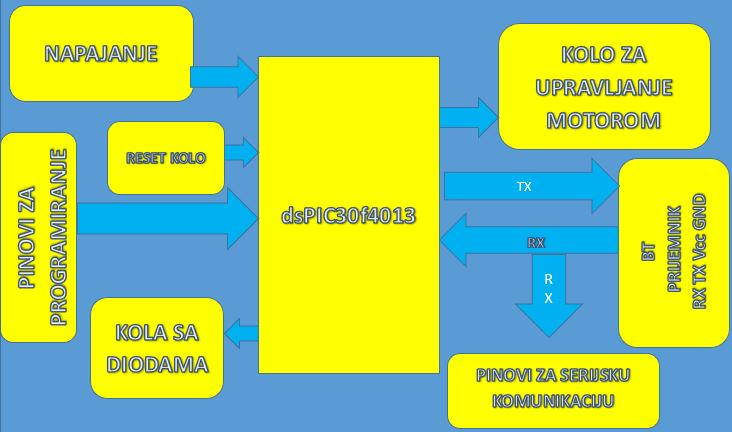 NAPAJANJE
KOLO ZA
UPRAVLJANJE
MOTOROM
RESET KOLO
PINOVI ZA
PROGRAMIRANJE
dsPIC30f4013
TX
RX
R
X
BT
PRIJEMNIK
RX TX Vcc GND
KOLA SA
DIODAMA
PINOVI ZA SERIJSKU
KOMUNIKACIJU